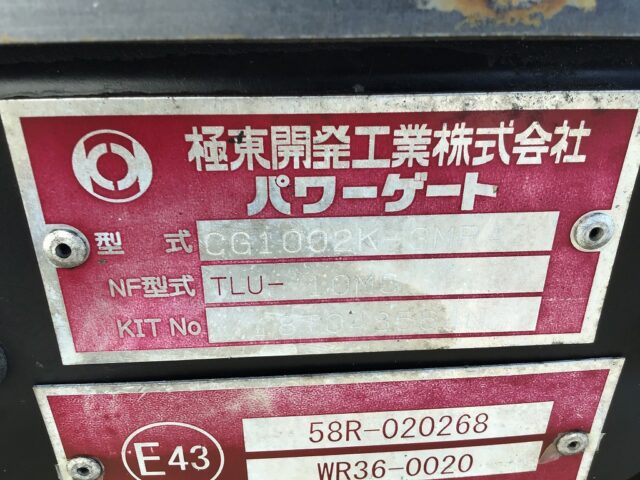 極東開発工業株式会社
パワーゲート
型式 CG1002K-
NF型式 TLU-
KIT No
E43
58R-020268
WR36-0020